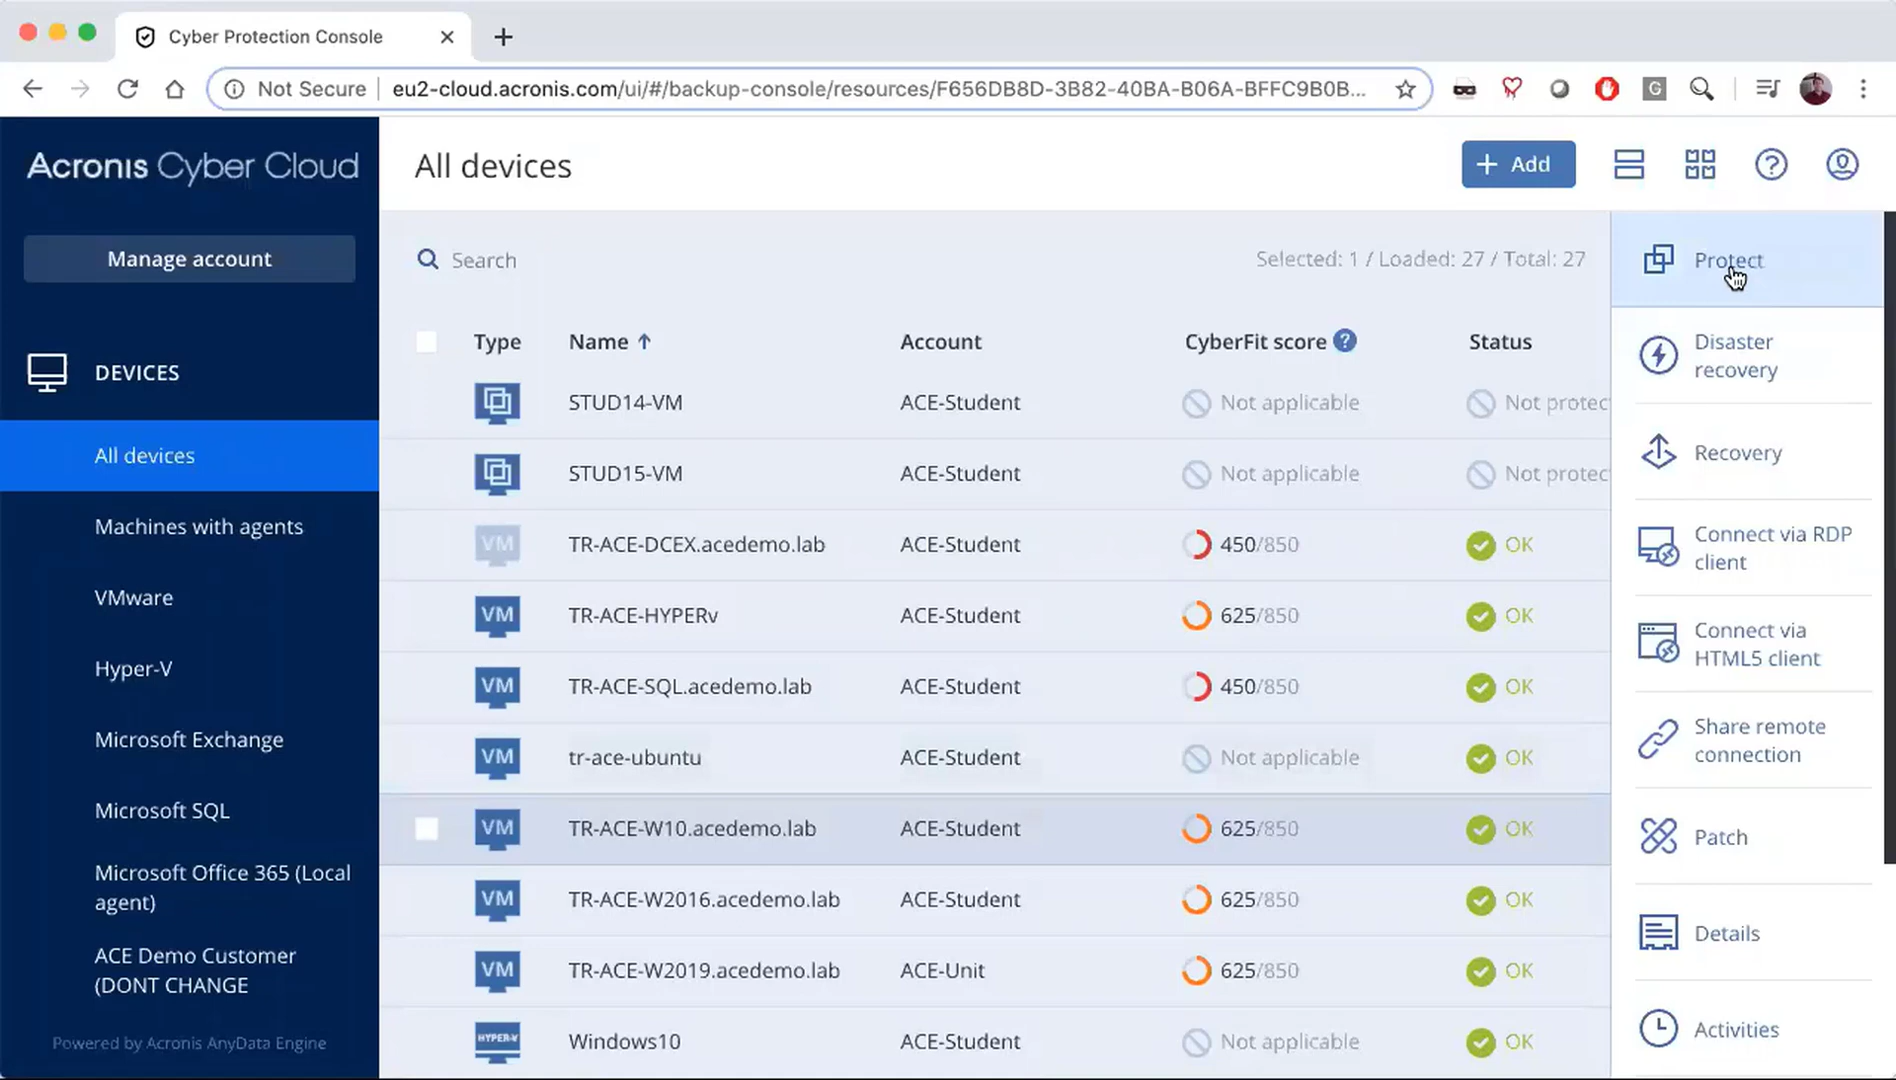 Cyber Protection Console
Not Secure
eu2-cloud.acronis.com/ui/#/backup-console/resources/F656DB8D-3B82-40BA-B06A-BFFC9B0B...
G
Acronis Cyber Cloud
Manage account
DEVICES
All devices
Machines with agents
VMware
Hyper-V
Microsoft Exchange
Microsoft SQL
Microsoft Office 365 (Local
agent)
ACE Demo Customer
(DONT CHANGE
Powered by Acronis AnyData Engine
All devices
Add
Search
Selected: 1 / Loaded: 27 / Total: 27
Type Name Account CyberFit score ? Status
STUD14-VM ACE-Student Not applicable Not protec
STUD15-VM ACE-Student Not applicable Not protec
VM TR-ACE-DCEX.acedemo.lab ACE-Student 450/850 OK
VM TR-ACE-HYPERv ACE-Student 625/850 OK
VM TR-ACE-SQL.acedemo.lab ACE-Student 450/850 OK
VM tr-ace-ubuntu ACE-Student Not applicable OK
VM TR-ACE-W10.acedemo.lab ACE-Student 625/850 OK
VM TR-ACE-W2016.acedemo.lab ACE-Student 625/850 OK
VM TR-ACE-W2019.acedemo.lab ACE-Unit 625/850 OK
HYPER-V Windows10 ACE-Student Not applicable OK
Protect
Disaster
recovery
Recovery
Connect via RDP
client
Connect via
HTML5 client
Share remote
connection
Patch
Details
Activities